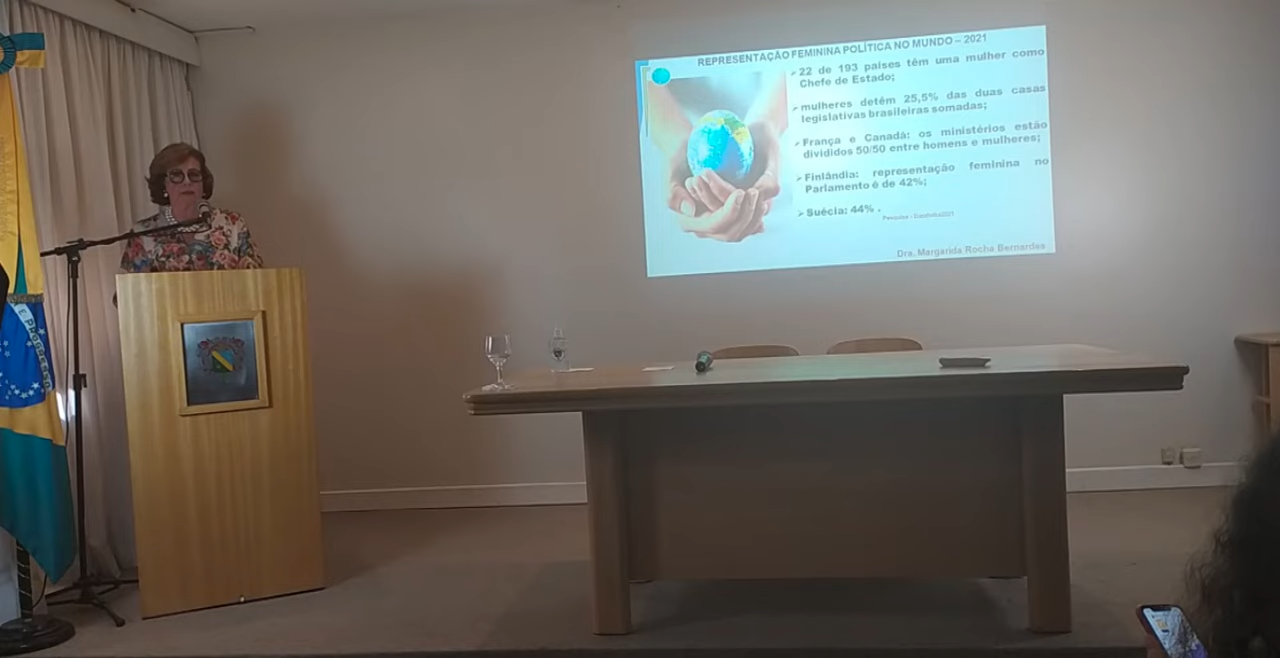 REPRESENTAÇÃO FEMININA POLÍTICA NO MUNDO – 2021
➢ 22 de 193 países têm uma mulher como
Chefe de Estado;
➢ mulheres detêm 25,5% das duas casas
legislativas brasileiras somadas;
➢ França e Canadá: os ministérios estão
divididos 50/50 entre homens e mulheres;
➢ Finlândia: representação feminina no
Parlamento é de 42%;
➢ Suécia: 44% .
Dra. Margarida Rocha Bernardes
E PROGRESSO